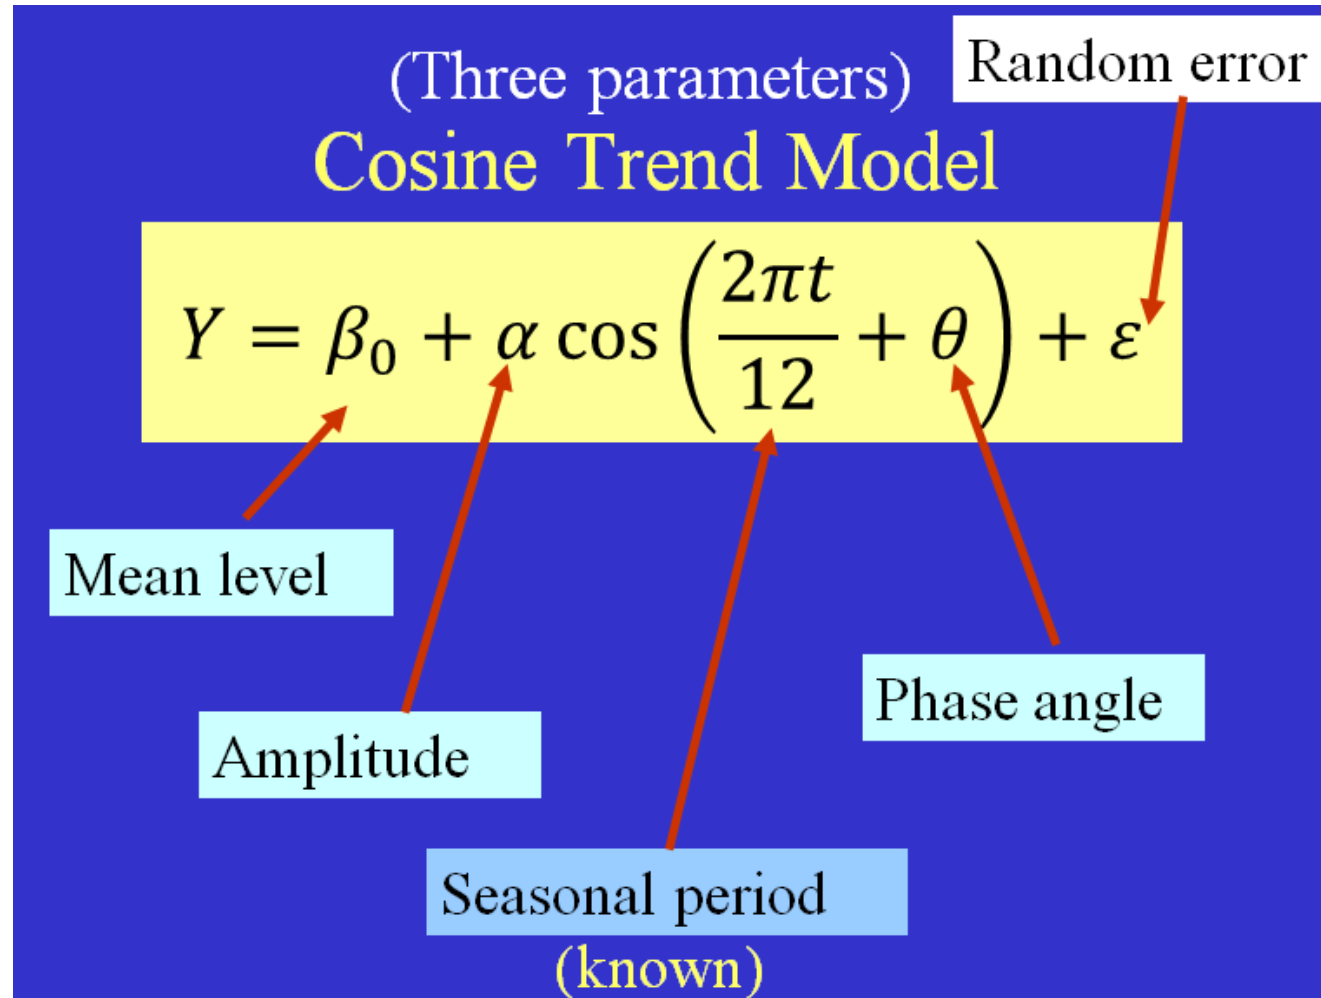 (Three parameters)
Random error
Cosine Trend Model
Y = β₀ + α cos(2πt/12 + θ) + ε
Mean level
Phase angle
Amplitude
Seasonal period
(known)